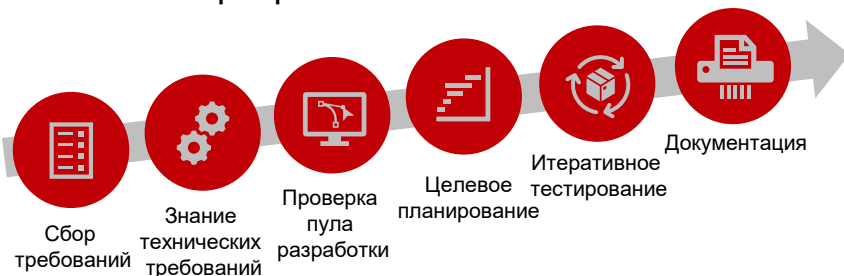 Сбор
требований
Знание
технических
требований
Проверка
пула
разработки
Целевое
планирование
Итеративное
тестирование
Документация